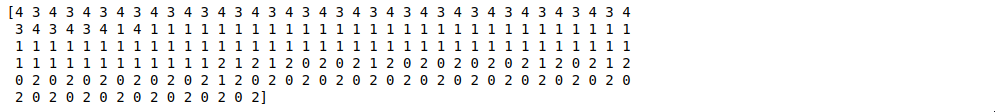 [4 3 4 3 4 3 4 3 4 3 4 3 4 3 4 3 4 3 4 3 4 3 4 3 4 3 4 3 4 3 4 3 4 3 4 3 4
3 4 3 4 3 4 1 4 1 1 1 1 1 1 1 1 1 1 1 1 1 1 1 1 1 1 1 1 1 1 1 1 1 1 1 1 1
1 1 1 1 1 1 1 1 1 1 1 1 1 1 1 1 1 1 1 1 1 1 1 1 1 1 1 1 1 1 1 1 1 1 1 1 1
1 1 1 1 1 1 1 1 1 1 1 1 2 1 2 1 2 0 2 0 2 1 2 0 2 0 2 0 2 0 2 1 2 0 2 1 2
0 2 0 2 0 2 0 2 0 2 0 2 1 2 0 2 0 2 0 2 0 2 0 2 0 2 0 2 0 2 0 2 0 2 0 2 0
2 0 2 0 2 0 2 0 2 0 2 0 2 0 2]